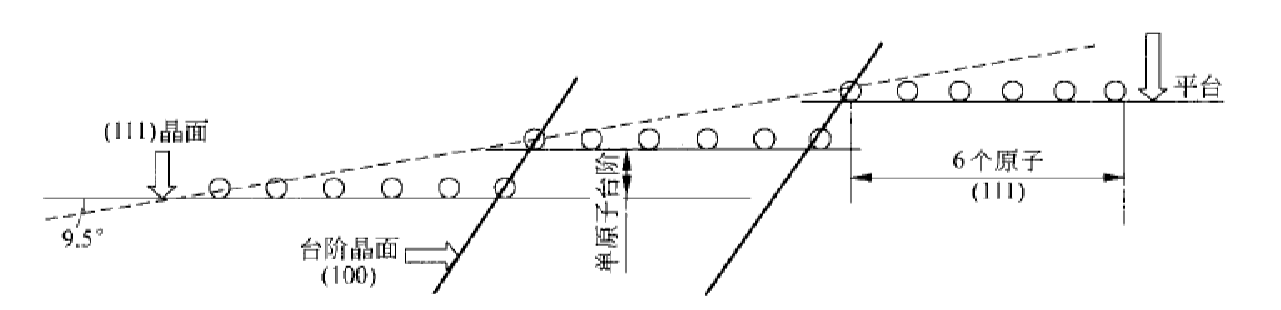 平台
(111)晶面
6个原子
(111)
单原子台阶
9.5°
台阶晶面
(100)